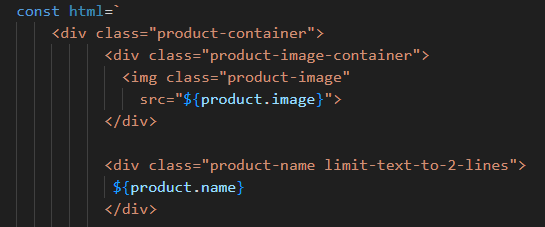 const html=`
<div class="product-container">
<div class="product-image-container">
<img class="product-image"
src="${product.image}">
</div>
<div class="product-name limit-text-to-2-lines">
${product.name}
</div>